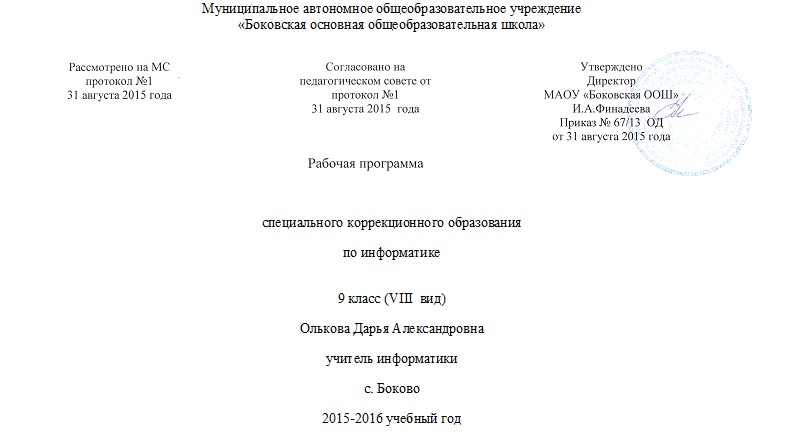 Муниципальное автономное общеобразовательное учреждение
«Боковская основная общеобразовательная школа»
Рассмотрено на МС
протокол №1
31 августа 2015 года
Согласовано на
педагогическом совете от
протокол №1
31 августа 2015 года
Утверждено
Директор
МАОУ «Боковская ООШ»
И.А.Финадеева
Приказ № 67/13 ОД
от 31 августа 2015 года
Рабочая программа
специального коррекционного образования
по информатике
9 класс (VIII вид)
Олькова Дарья Александровна
учитель информатики
с. Боково
2015-2016 учебный год